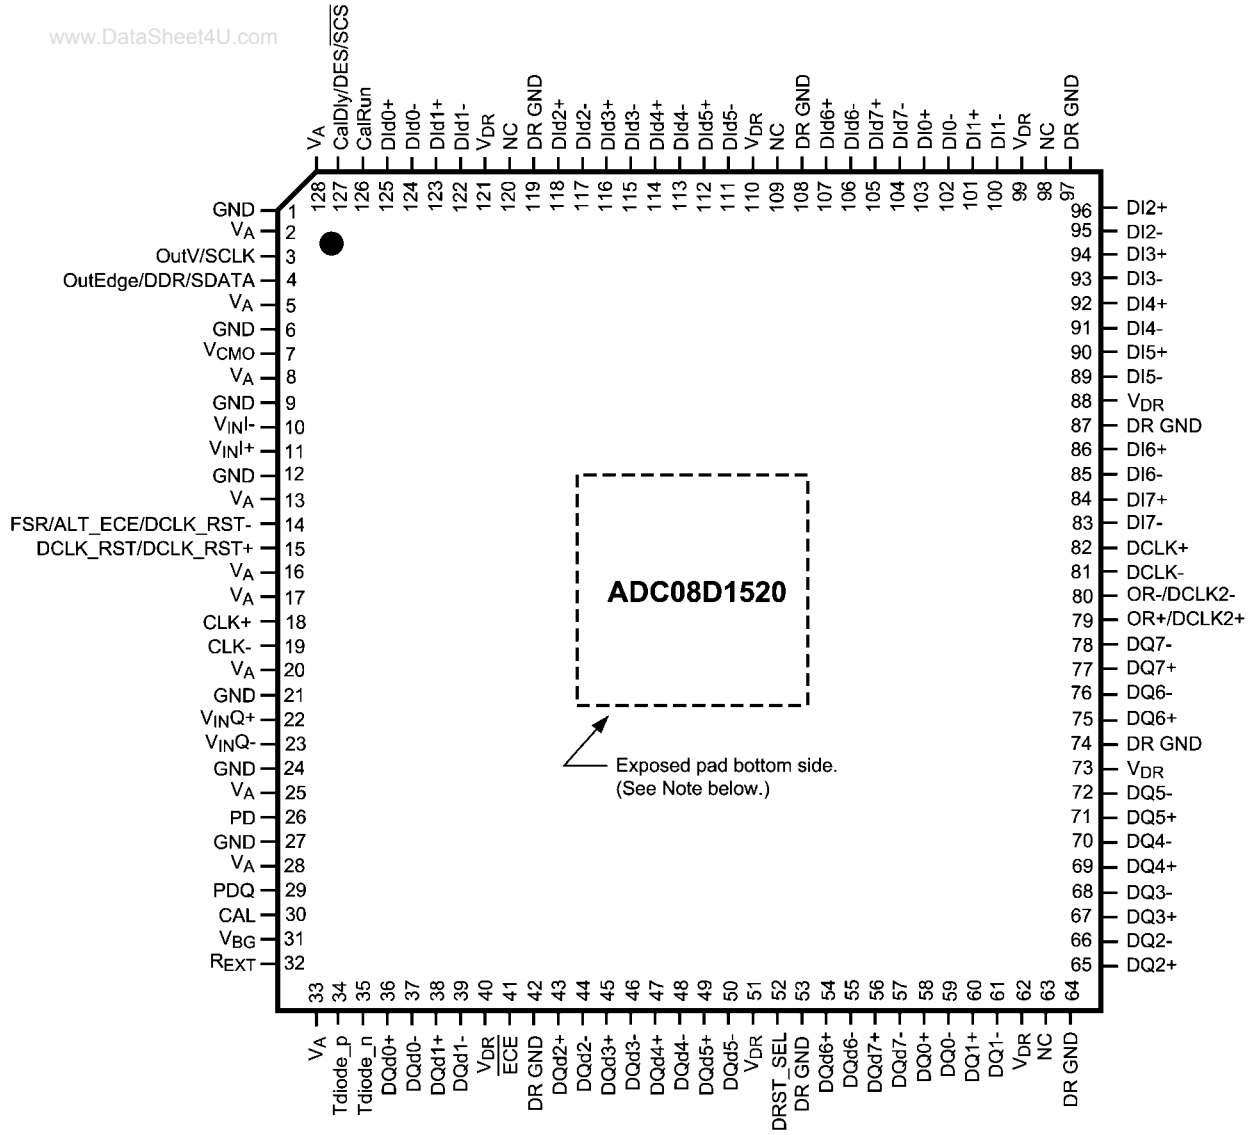 www.DataSheet4U.com
VA
CalDly/DES/SCS
CalRun
DId0+
DId0-
DId1+
DId1-
VDR
NC
DR GND
DId2+
DId2-
DId3+
DId3-
DId4+
DId4-
DId5+
DId5-
VDR
NC
DR GND
DId6+
DId6-
DId7+
DId7-
DI0+
DI0-
DI1+
DI1-
VDR
NC
DR GND
128 127 126 125 124 123 122 121 120 119 118 117 116 115 114 113 112 111 110 109 108 107 106 105 104 103 102 101 100 99 98 97
GND 1
VA 2
OutV/SCLK 3
OutEdge/DDR/SDATA 4
VA 5
GND 6
VCMO 7
VA 8
GND 9
VINI- 10
VINI+ 11
GND 12
VA 13
FSR/ALT_ECE/DCLK_RST- 14
DCLK_RST/DCLK_RST+ 15
VA 16
VA 17
CLK+ 18
CLK- 19
VA 20
GND 21
VINQ+ 22
VINQ- 23
GND 24
VA 25
PD 26
GND 27
VA 28
PDQ 29
CAL 30
VBG 31
REXT 32
ADC08D1520
Exposed pad bottom side.
(See Note below.)
96 DI2+
95 DI2-
94 DI3+
93 DI3-
92 DI4+
91 DI4-
90 DI5+
89 DI5-
88 VDR
87 DR GND
86 DI6+
85 DI6-
84 DI7+
83 DI7-
82 DCLK+
81 DCLK-
80 OR-/DCLK2-
79 OR+/DCLK2+
78 DQ7-
77 DQ7+
76 DQ6-
75 DQ6+
74 DR GND
73 VDR
72 DQ5-
71 DQ5+
70 DQ4-
69 DQ4+
68 DQ3-
67 DQ3+
66 DQ2-
65 DQ2+
33 34 35 36 37 38 39 40 41 42 43 44 45 46 47 48 49 50 51 52 53 54 55 56 57 58 59 60 61 62 63 64
VA
Tdiode_p
Tdiode_n
DQd0+
DQd0-
DQd1+
DQd1-
VDR
ECE
DR GND
DQd2+
DQd2-
DQd3+
DQd3-
DQd4+
DQd4-
DQd5+
DQd5-
VDR
DRST_SEL
DR GND
DQd6+
DQd6-
DQd7+
DQd7-
DQ0+
DQ0-
DQ1+
DQ1-
VDR
NC
DR GND